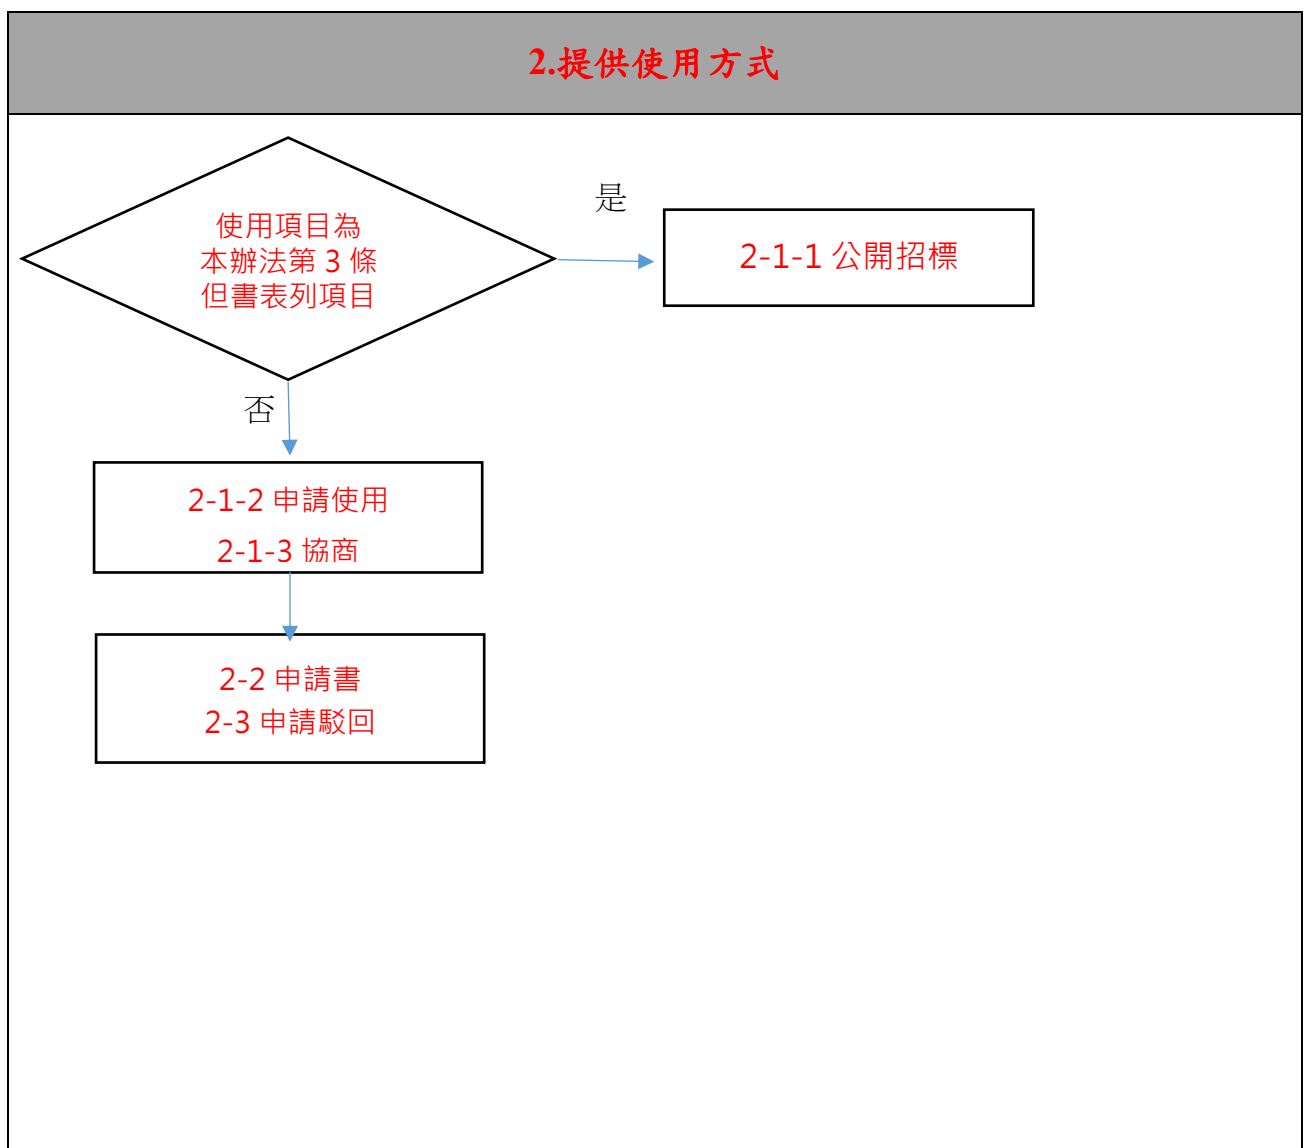 2.提供使用方式
使用項目為
本辦法第 3 條
但書表列項目
是
2-1-1 公開招標
否
2-1-2 申請使用
2-1-3 協商
2-2 申請書
2-3 申請駁回